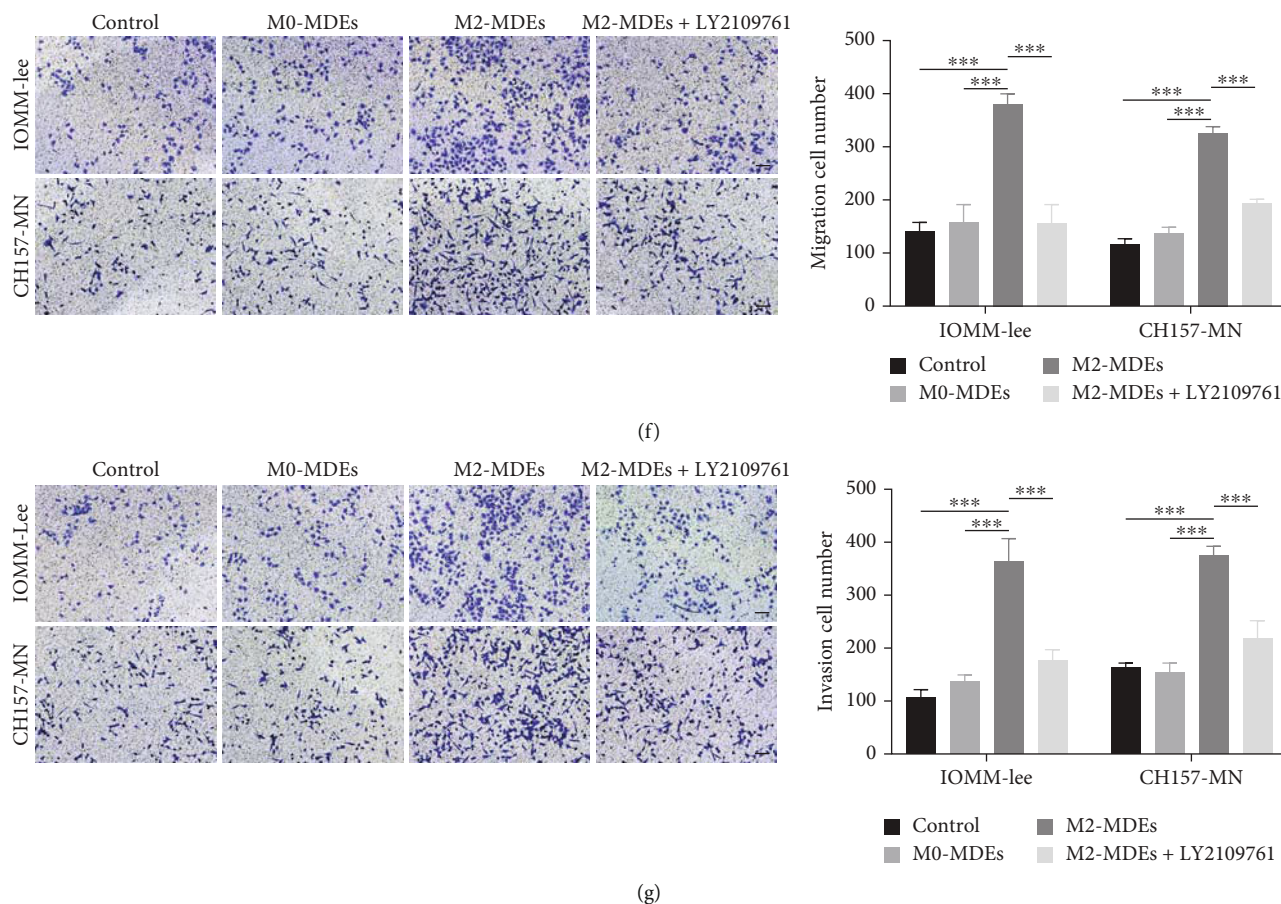 Control M0-MDEs M2-MDEs M2-MDEs + LY2109761
IOMM-lee
CH157-MN
Migration cell number
500
400
300
200
100
0
*** *** *** *** *** ***
IOMM-lee CH157-MN
Control M2-MDEs
M0-MDEs M2-MDEs + LY2109761
(f)
Control M0-MDEs M2-MDEs M2-MDEs + LY2109761
IOMM-Lee
CH157-MN
Invasion cell number
500
400
300
200
100
0
*** *** *** *** *** ***
IOMM-lee CH157-MN
Control M2-MDEs
M0-MDEs M2-MDEs + LY2109761
(g)